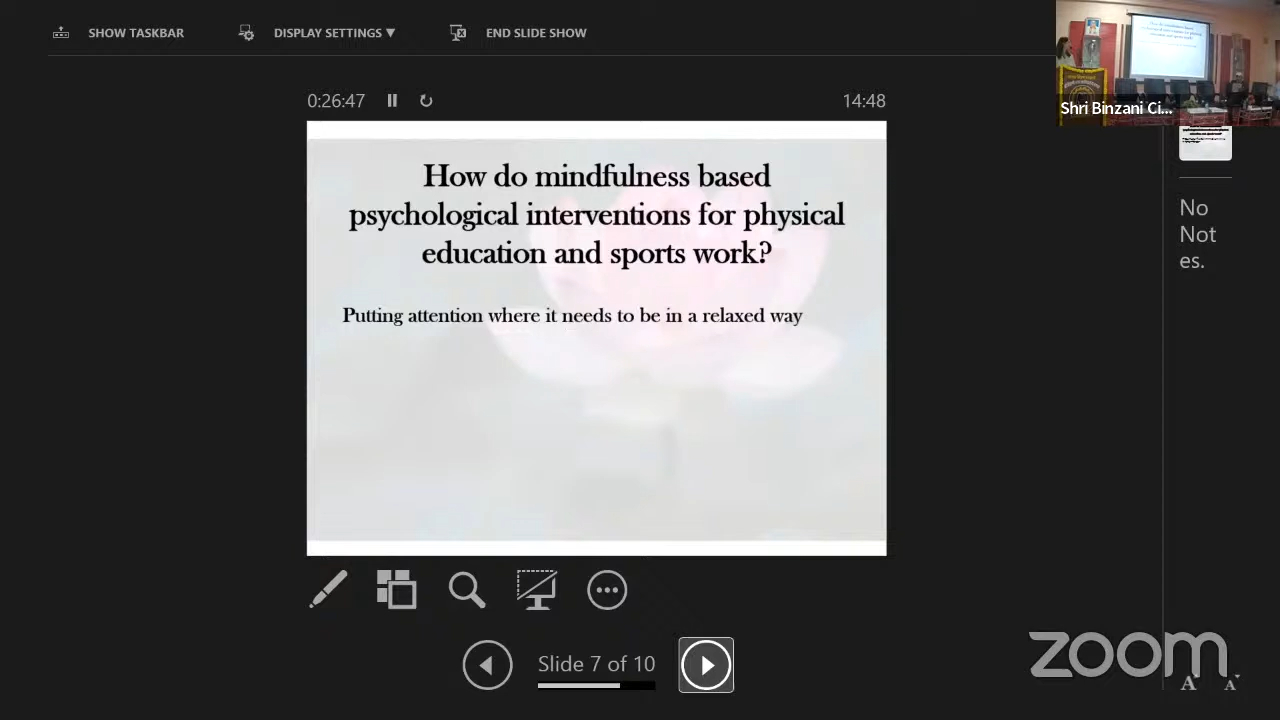 SHOW TASKBAR
DISPLAY SETTINGS ▼
END SLIDE SHOW
0:26:47
14:48
How do mindfulness based
psychological interventions for physical
education and sports work?
Putting attention where it needs to be in a relaxed way
Slide 7 of 10
Shri Binzani Ci...
No
Not
es.
zoom
A
A